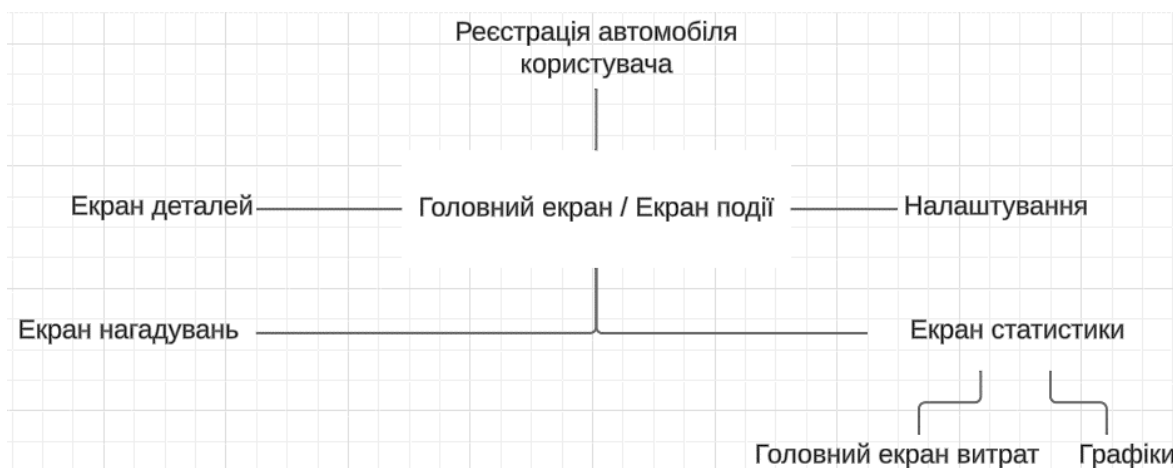 Реєстрація автомобіля
користувача
Екран деталей
Головний екран / Екран події
Налаштування
Екран нагадувань
Екран статистики
Головний екран витрат
Графіки